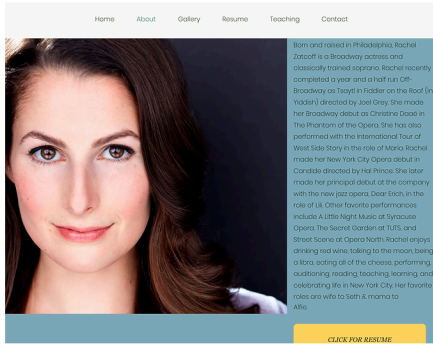 Home About Gallery Resume Teaching Contact
Born and raised in Philadelphia, Rachel
Zatcoff is a Broadway actress and
classically trained soprano. Rachel recently
completed a year and a half run Off-
Broadway as Tsaytl in Fiddler on the Roof (in
Yiddish) directed by Joel Grey. She made
her Broadway debut as Christine Daaé in
The Phantom of the Opera. She has also
performed with the International Tour of
West Side Story in the role of Maria. Rachel
made her New York City Opera debut in
Candide directed by Hal Prince. She later
made her principal debut at the company
with the new jazz opera, Dear Erich, in the
role of Lili. Other favorite performances
include A Little Night Music at Syracuse
Opera, The Secret Garden at TUTS, and
Street Scene at Opera North. Rachel enjoys
drinking red wine, talking to the moon, being
a libra, eating all of the cheese, performing,
auditioning, reading, teaching, learning, and
celebrating life in New York City. Her favorite
roles are wife to Seth & mama to
Alfie.
CLICK FOR RESUME